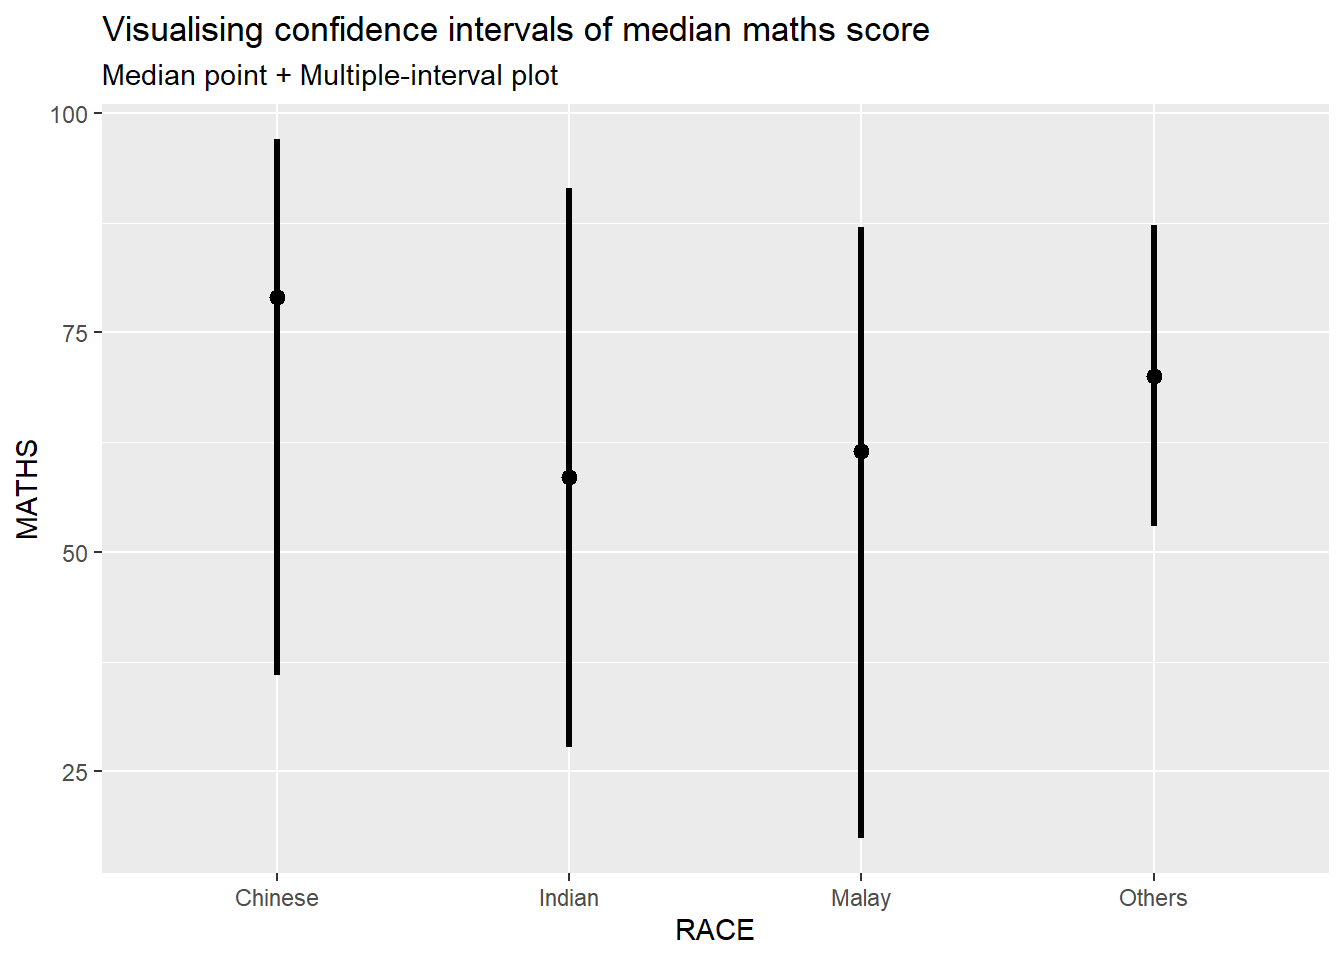 Visualising confidence intervals of median maths score
Median point + Multiple-interval plot
MATHS
100
75
50
25
Chinese Indian Malay Others
RACE